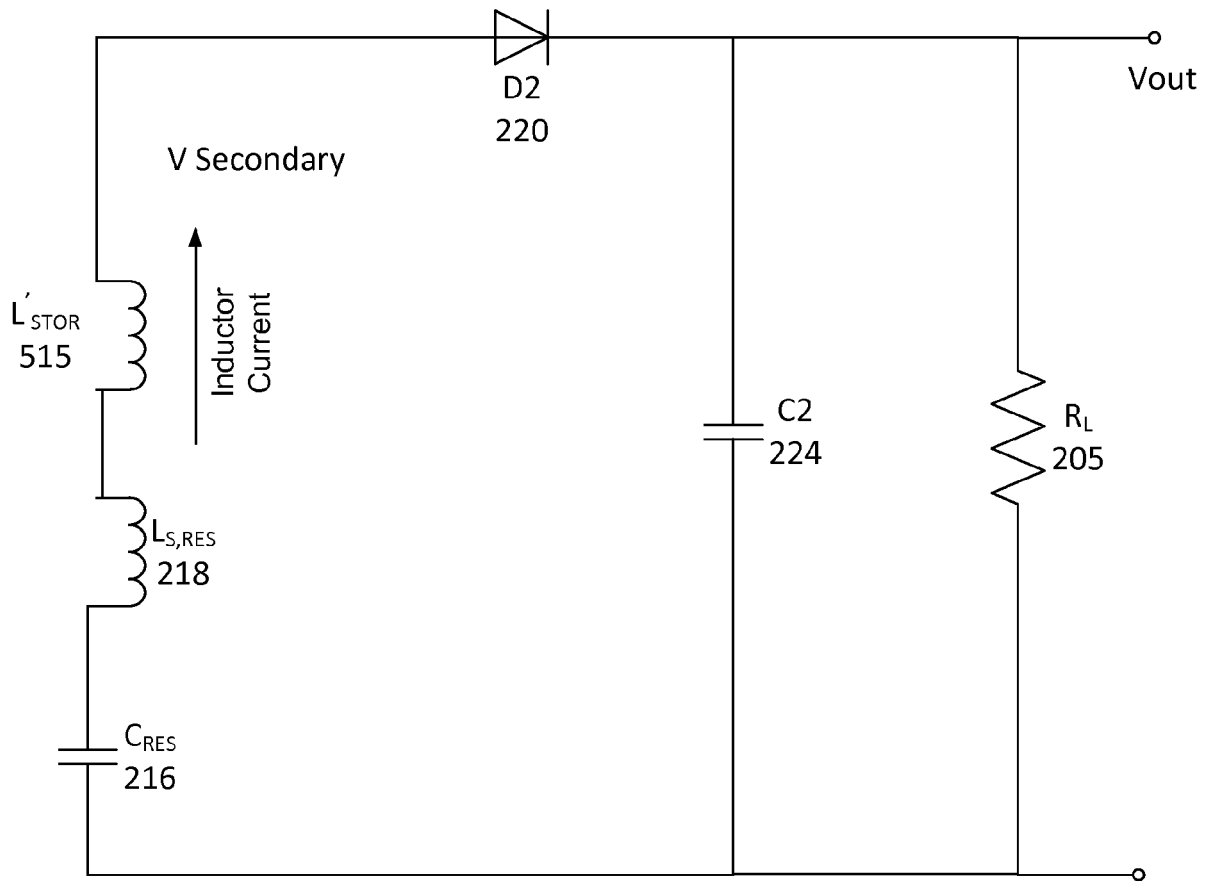 D2
220
Vout
V Secondary
L'STOR
515
Inductor
Current
C2
224
RL
205
LS,RES
218
CRES
216